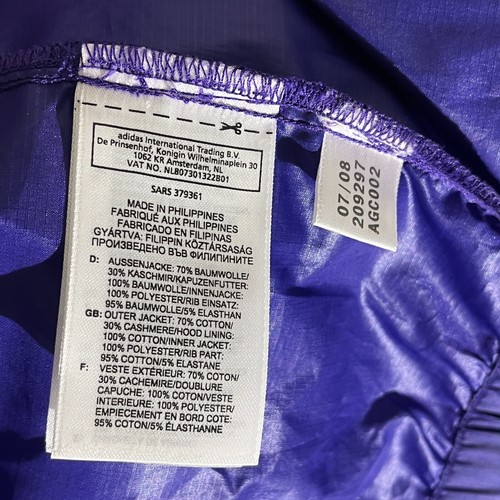 adidas International Trading B.V.
De Prinsenhof, Konigin Wilhelminaplein 30
1062 KR Amsterdam, NL
VAT NO. NL807301322B01
SAR5 379361
MADE IN PHILIPPINES
FABRIQUÉ AUX PHILIPPINES
FABRICADO EN FILIPINAS
GYÁRTVA: FILIPPIN KÖZTÁRSASÁG
ПРОИЗВЕДЕНО ВЪВ ФИЛИПИНИТЕ
D: AUSSENJACKE: 70% BAUMWOLLE/
30% KASCHMIR/KAPUZENFUTTER:
100% BAUMWOLLE/INNENJACKE:
100% POLYESTER/RIB EINSATZ:
95% BAUMWOLLE/5% ELASTHAN
GB: OUTER JACKET: 70% COTTON/
30% CASHMERE/HOOD LINING:
100% COTTON/INNER JACKET:
100% POLYESTER/RIB PART:
95% COTTON/5% ELASTANE
F: VESTE EXTÉRIEUR: 70% COTON/
30% CACHEMIRE/DOUBLURE
CAPUCHE: 100% COTON/VESTE
INTERIEURE: 100% POLYESTER/
EMPIECEMENT EN BORD COTE:
95% COTON/5% ÉLASTHANNE
07/08
209297
AGC002